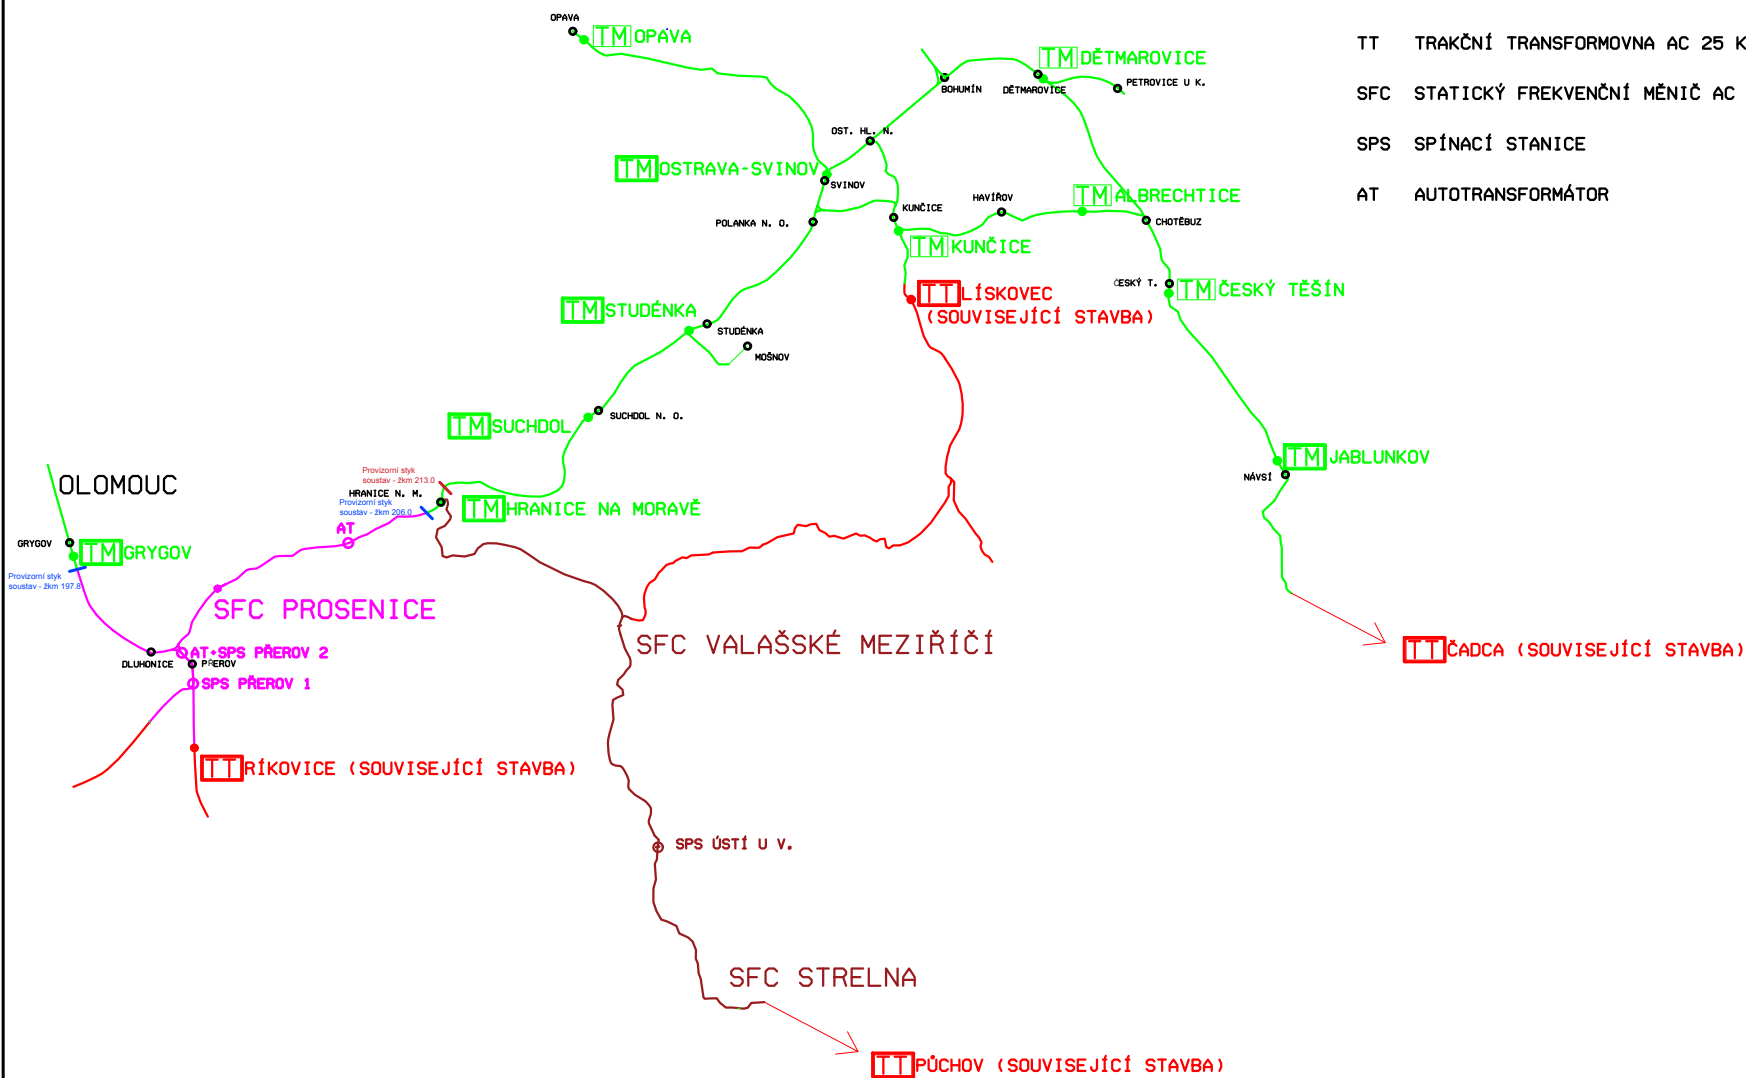 OPAVA
TM OPAVA
TT TRAKČNÍ TRANSFORMOVNA AC 25 K
TM DĚTMAROVICE
BOHUMÍN
DĚTMAROVICE
PETROVICE U K.
SFC STATICKÝ FREKVENČNÍ MĚNIČ AC
OST. HL. N.
SPS SPÍNACÍ STANICE
TM OSTRAVA-SVINOV
SVINOV
HAVÍŘOV
TM ALBRECHTICE
AT AUTOTRANSFORMÁTOR
POLANKA N. O.
KUNČICE
CHOTĚBUZ
TM KUNČICE
ČESKÝ T.
TM ČESKÝ TĚŠÍN
TT LÍSKOVEC
(SOUVISEJÍCÍ STAVBA)
TM STUDÉNKA
STUDÉNKA
MOŠNOV
SUCHDOL N. O.
TM SUCHDOL
TM JABLUNKOV
NÁVSÍ
OLOMOUC
Provizorní styk
soustav - žkm 213.0
HRANICE N. M.
Provizorní styk
soustav - žkm 206.0
TM HRANICE NA MORAVĚ
AT
GRYGOV
TM GRYGOV
Provizorní styk
soustav - žkm 197.8
SFC PROSENICE
SFC VALAŠSKÉ MEZIŘÍČÍ
TT ČADCA (SOUVISEJÍCÍ STAVBA)
AT+SPS PŘEROV 2
DLUHONICE
PŘEROV
SPS PŘEROV 1
TT RÍKOVICE (SOUVISEJÍCÍ STAVBA)
SPS ÚSTÍ U V.
SFC STRELNA
TT PŮCHOV (SOUVISEJÍCÍ STAVBA)